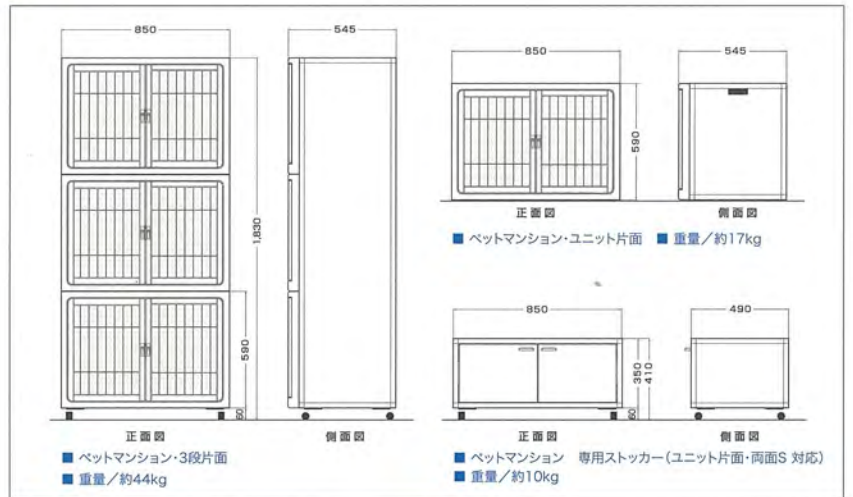 850
545
1,830
590
60
正面図
側面図
■ ペットマンション・3段片面
■ 重量／約44kg
850
545
590
正面図
側面図
■ ペットマンション・ユニット片面 ■ 重量／約17kg
850
490
350
410
60
正面図
側面図
■ ペットマンション 専用ストッカー（ユニット片面・両面S 対応）
■ 重量／約10kg